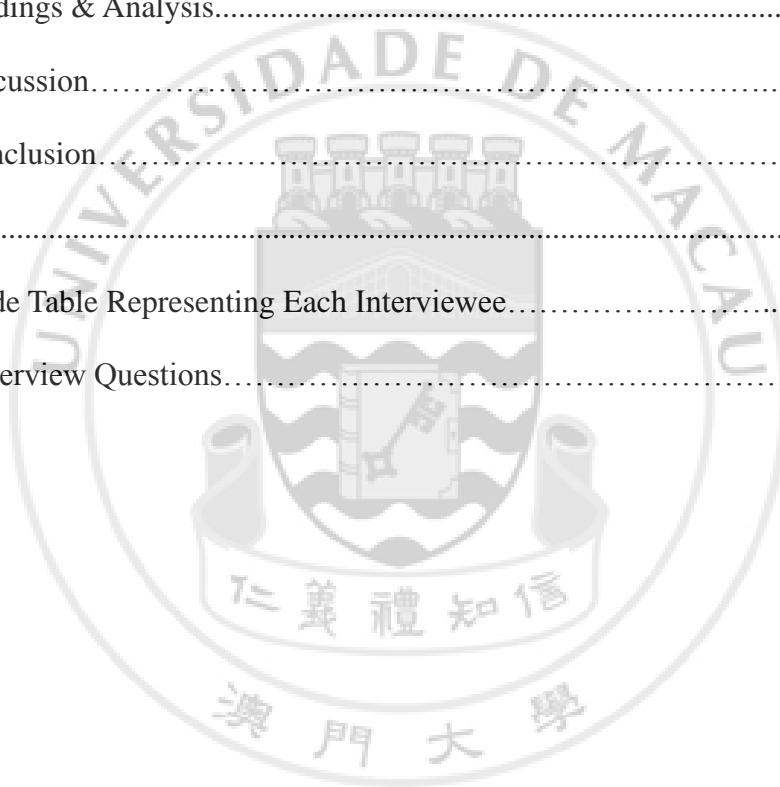 dings & Analysis...............................................................................
cussion………………………………………………………………….
nclusion…………………………………………………………………
...............................................................................................
de Table Representing Each Interviewee……………………..
erview Questions……………………………………………………
UNIVERSIDADE DE MACAU
仁義禮知信
澳門大學